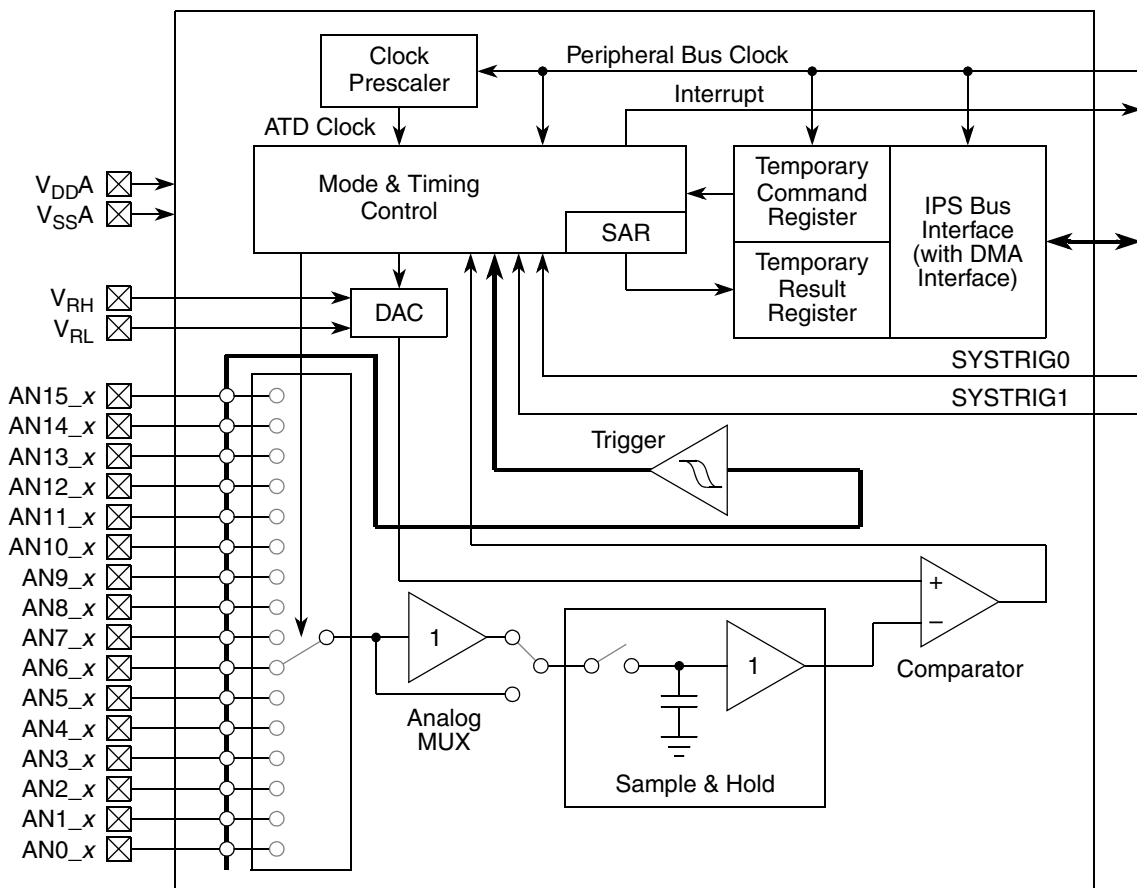 Clock
Prescaler
Peripheral Bus Clock
Interrupt
ATD Clock
Mode & Timing
Control
SAR
Temporary
Command
Register
Temporary
Result
Register
IPS Bus
Interface
(with DMA
Interface)
VDDA
VSSA
VRH
VRL
DAC
SYSTRIG0
SYSTRIG1
Trigger
AN15_x
AN14_x
AN13_x
AN12_x
AN11_x
AN10_x
AN9_x
AN8_x
AN7_x
AN6_x
AN5_x
AN4_x
AN3_x
AN2_x
AN1_x
AN0_x
1
Analog
MUX
1
Sample & Hold
+
−
Comparator